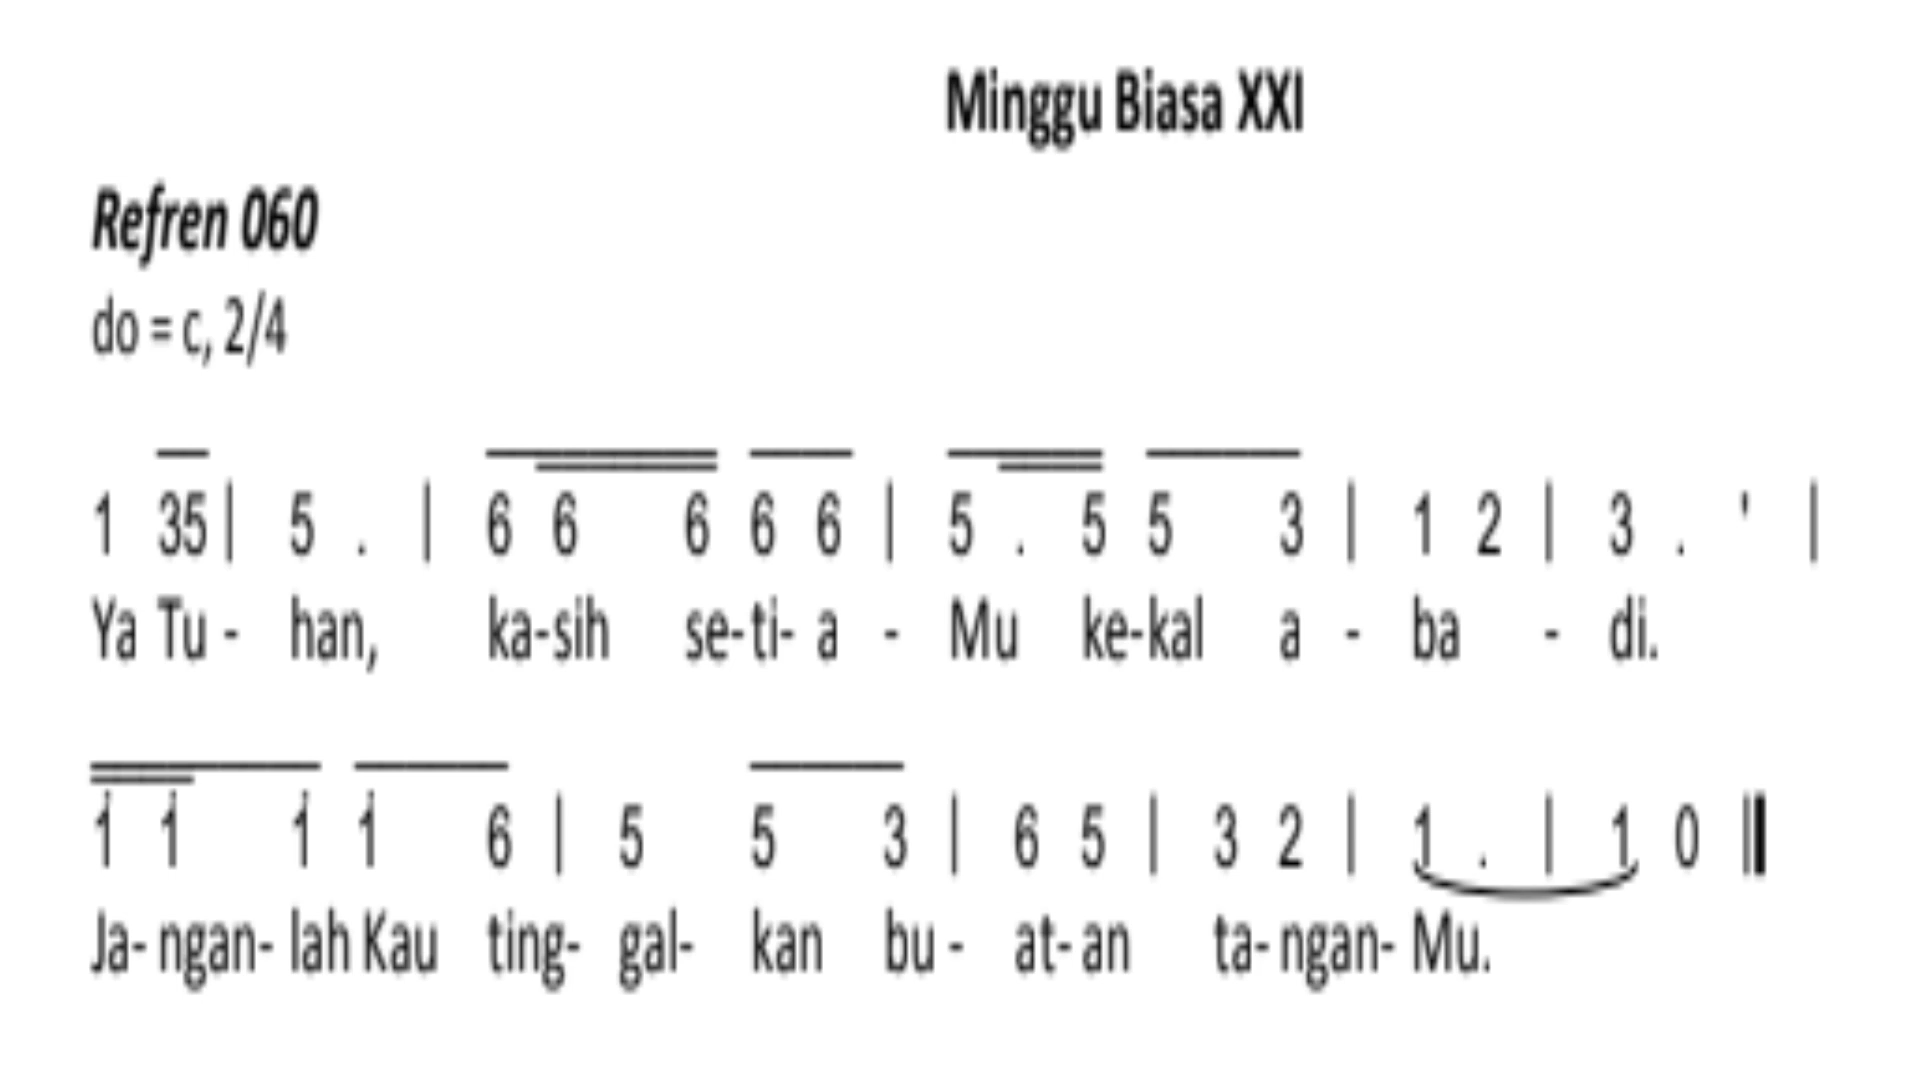 Minggu Biasa XXI
Refren 060
do = c, 2/4
1 35 | 5 . | 6 6 6 6 6 | 5 . 5 5 3 | 1 2 | 3 . ' |
Ya Tu - han, ka-sih se-ti- a - Mu ke-kal a - ba - di.
1̇ 1̇ 1̇ 1̇ 6 | 5 5 3 | 6 5 | 3 2 | 1 . | 1 0 ||
Ja- ngan- lah Kau ting- gal- kan bu - at- an ta- ngan- Mu.